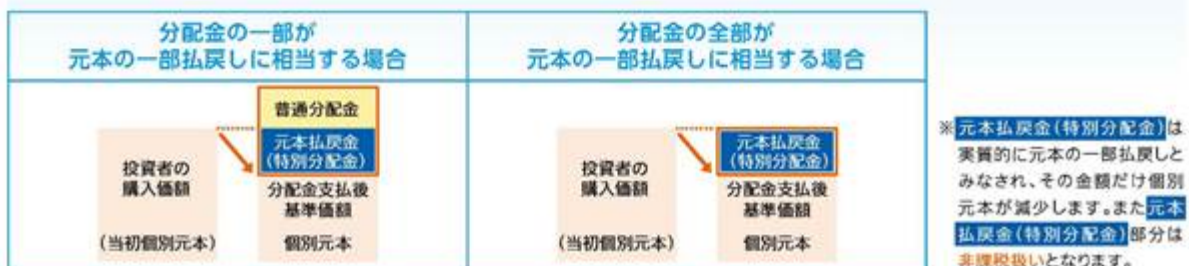 分配金の一部が
元本の一部払戻しに相当する場合
普通分配金
元本払戻金
(特別分配金)
投資者の
購入価額
(当初個別元本)
分配金支払後
基準価額
個別元本
分配金の全部が
元本の一部払戻しに相当する場合
元本払戻金
(特別分配金)
投資者の
購入価額
(当初個別元本)
分配金支払後
基準価額
個別元本
※元本払戻金(特別分配金)は
実質的に元本の一部払戻しと
みなされ、その金額だけ個別
元本が減少します。また元本
払戻金(特別分配金)部分は
非課税扱いとなります。